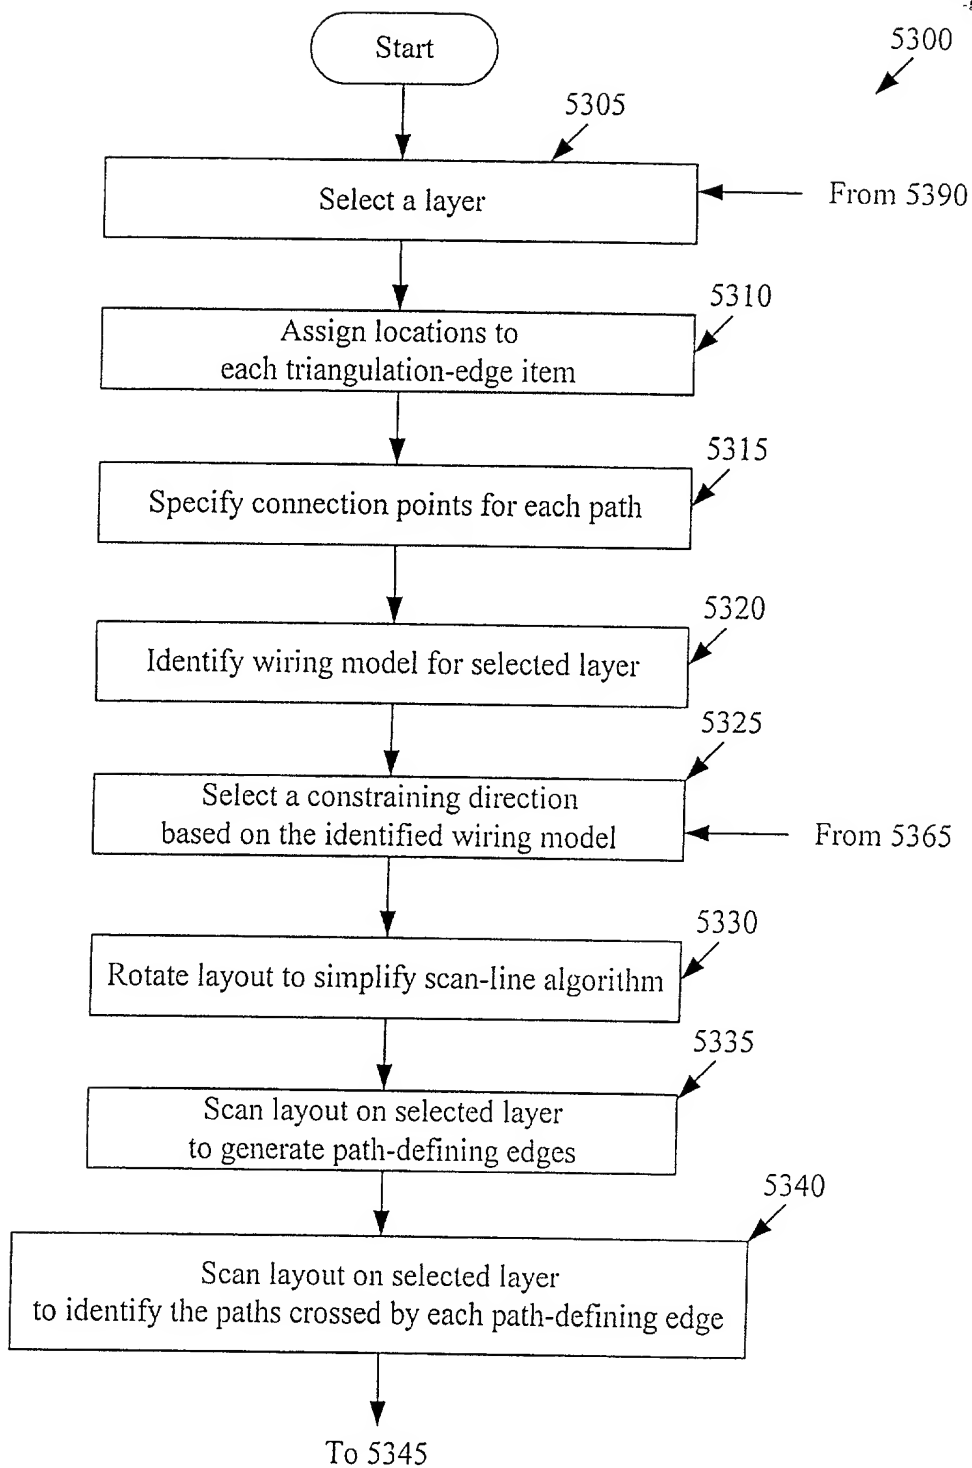 Start
5300
5305
Select a layer
From 5390
5310
Assign locations to
each triangulation-edge item
5315
Specify connection points for each path
5320
Identify wiring model for selected layer
5325
Select a constraining direction
based on the identified wiring model
From 5365
5330
Rotate layout to simplify scan-line algorithm
5335
Scan layout on selected layer
to generate path-defining edges
5340
Scan layout on selected layer
to identify the paths crossed by each path-defining edge
To 5345